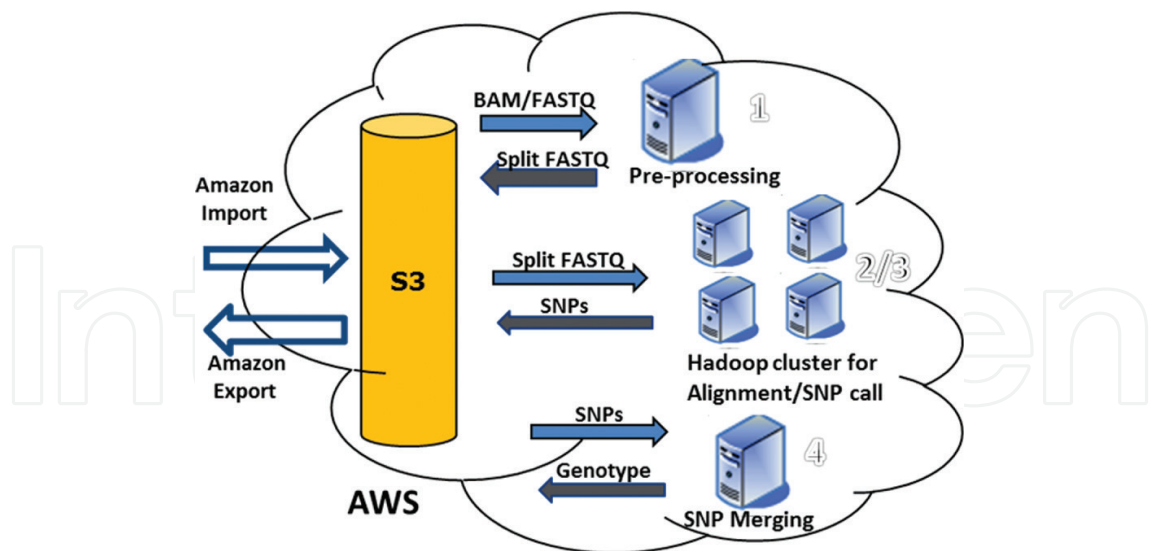 BAM/FASTQ
1
Split FASTQ
Pre-processing
Amazon
Import
S3
Split FASTQ
2/3
SNPs
Amazon
Export
Hadoop cluster for
Alignment/SNP call
SNPs
4
Genotype
AWS
SNP Merging